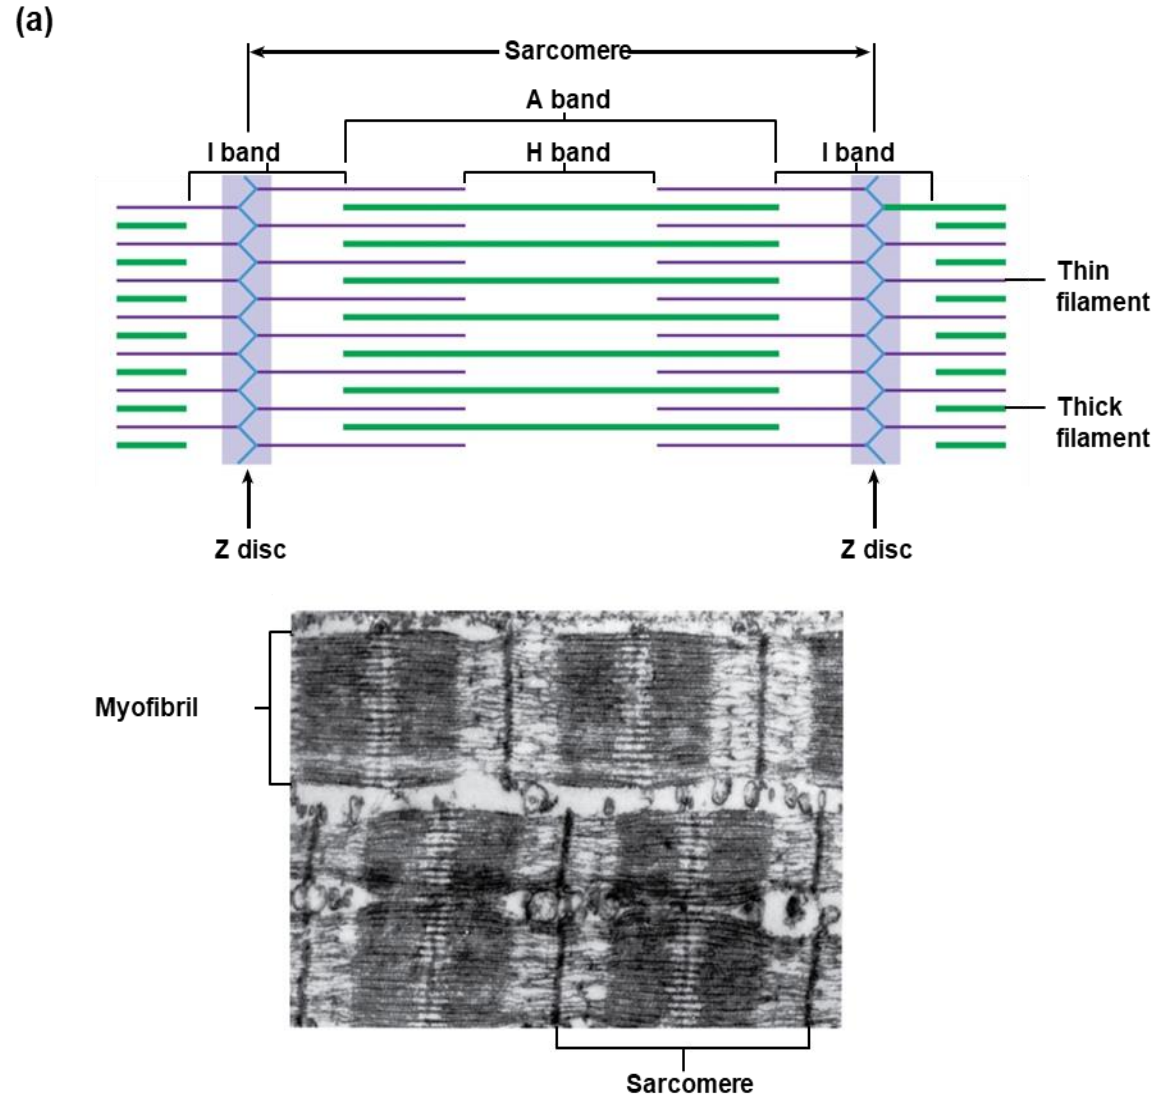 (a)
Sarcomere
A band
I band
H band
I band
Thin
filament
Thick
filament
Z disc
Z disc
Myofibril
Sarcomere